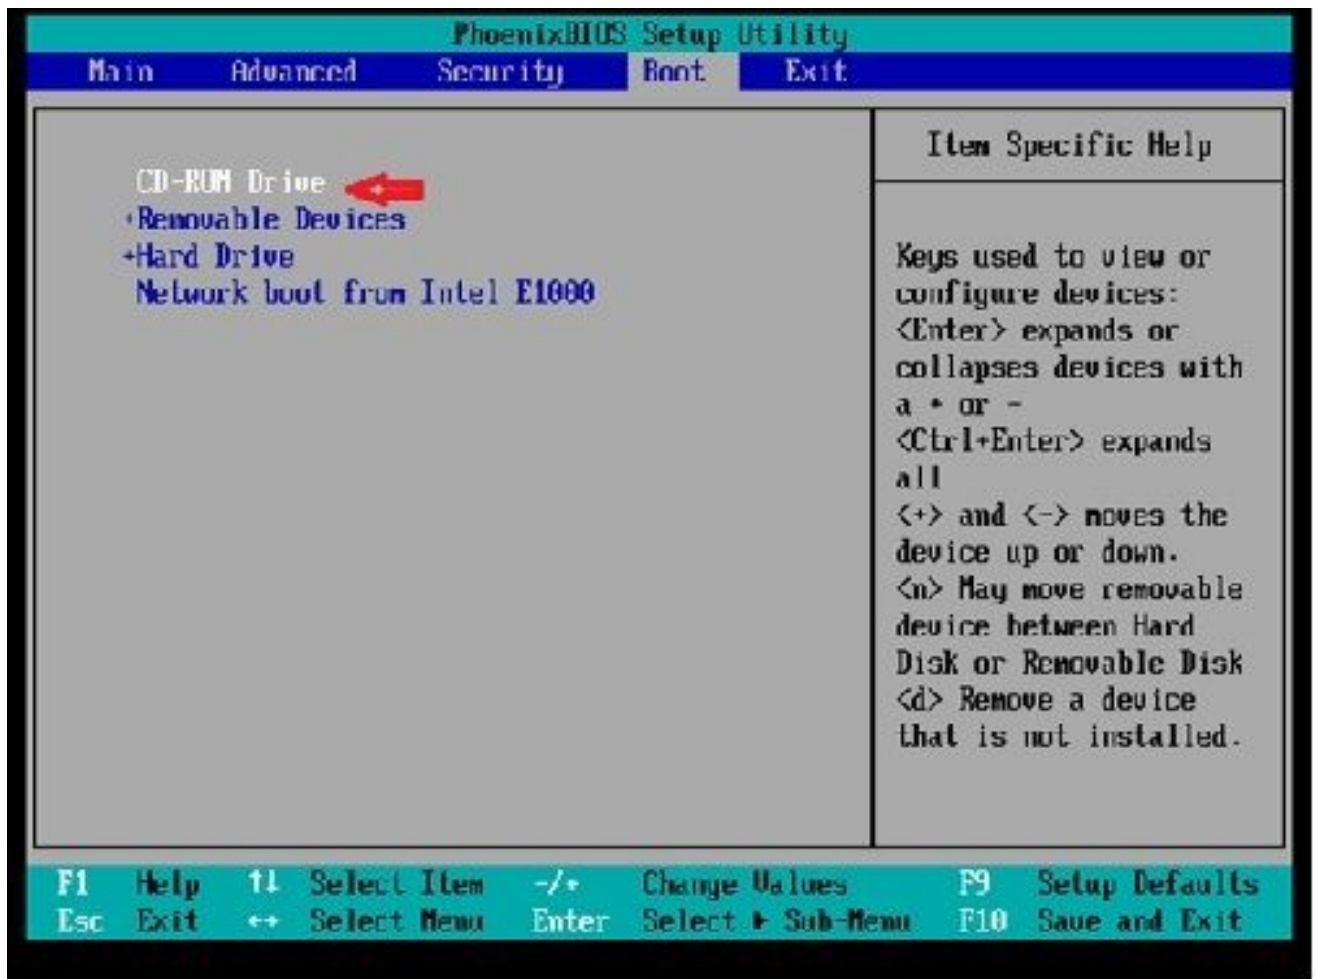 PhoenixBIOS Setup Utility
Main Advanced Security Boot Exit
CD-ROM Drive
+Removable Devices
+Hard Drive
Network boot from Intel E1000
Item Specific Help
Keys used to view or
configure devices:
<Enter> expands or
collapses devices with
a + or -
<Ctrl+Enter> expands
all
<+> and <-> moves the
device up or down.
<n> May move removable
device between Hard
Disk or Removable Disk
<d> Remove a device
that is not installed.
F1 Help ↑↓ Select Item -/+ Change Values F9 Setup Defaults
Esc Exit ↔ Select Menu Enter Select ▶ Sub-Menu F10 Save and Exit